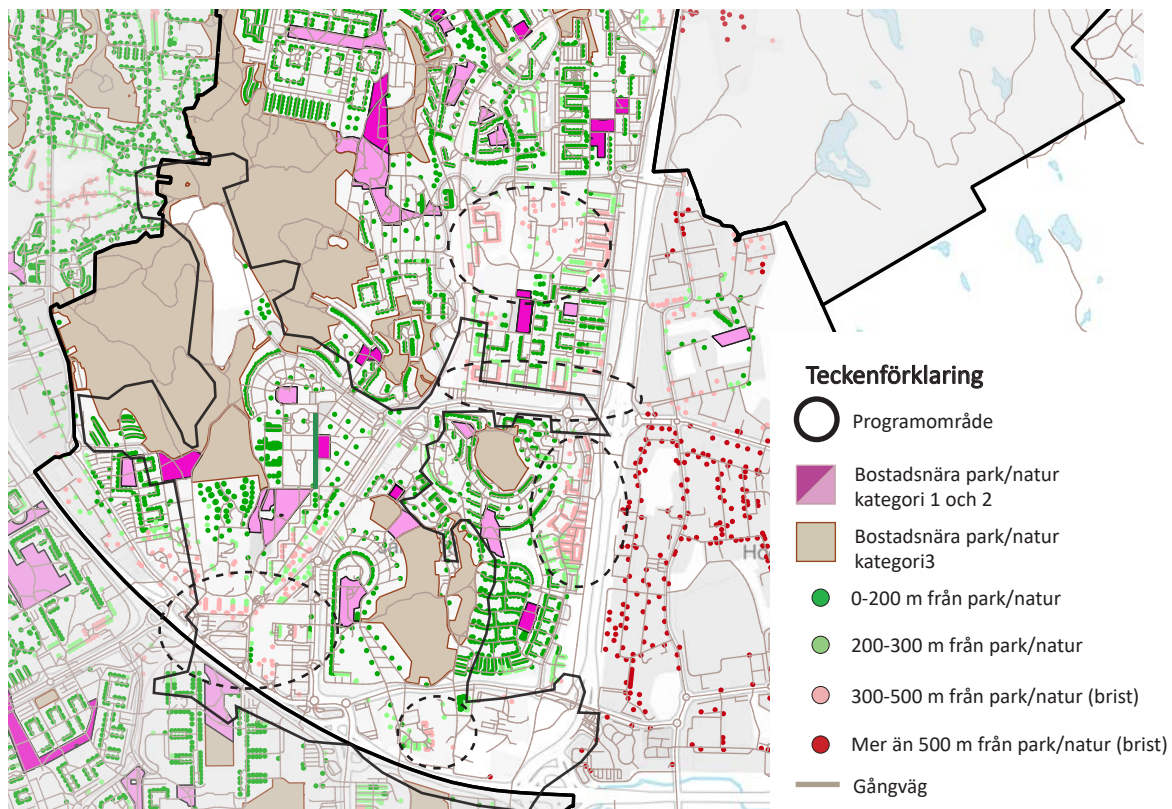 Teckenförklaring
Programområde
Bostadsnära park/natur
kategori 1 och 2
Bostadsnära park/natur
kategori3
0-200 m från park/natur
200-300 m från park/natur
300-500 m från park/natur (brist)
Mer än 500 m från park/natur (brist)
Gångväg